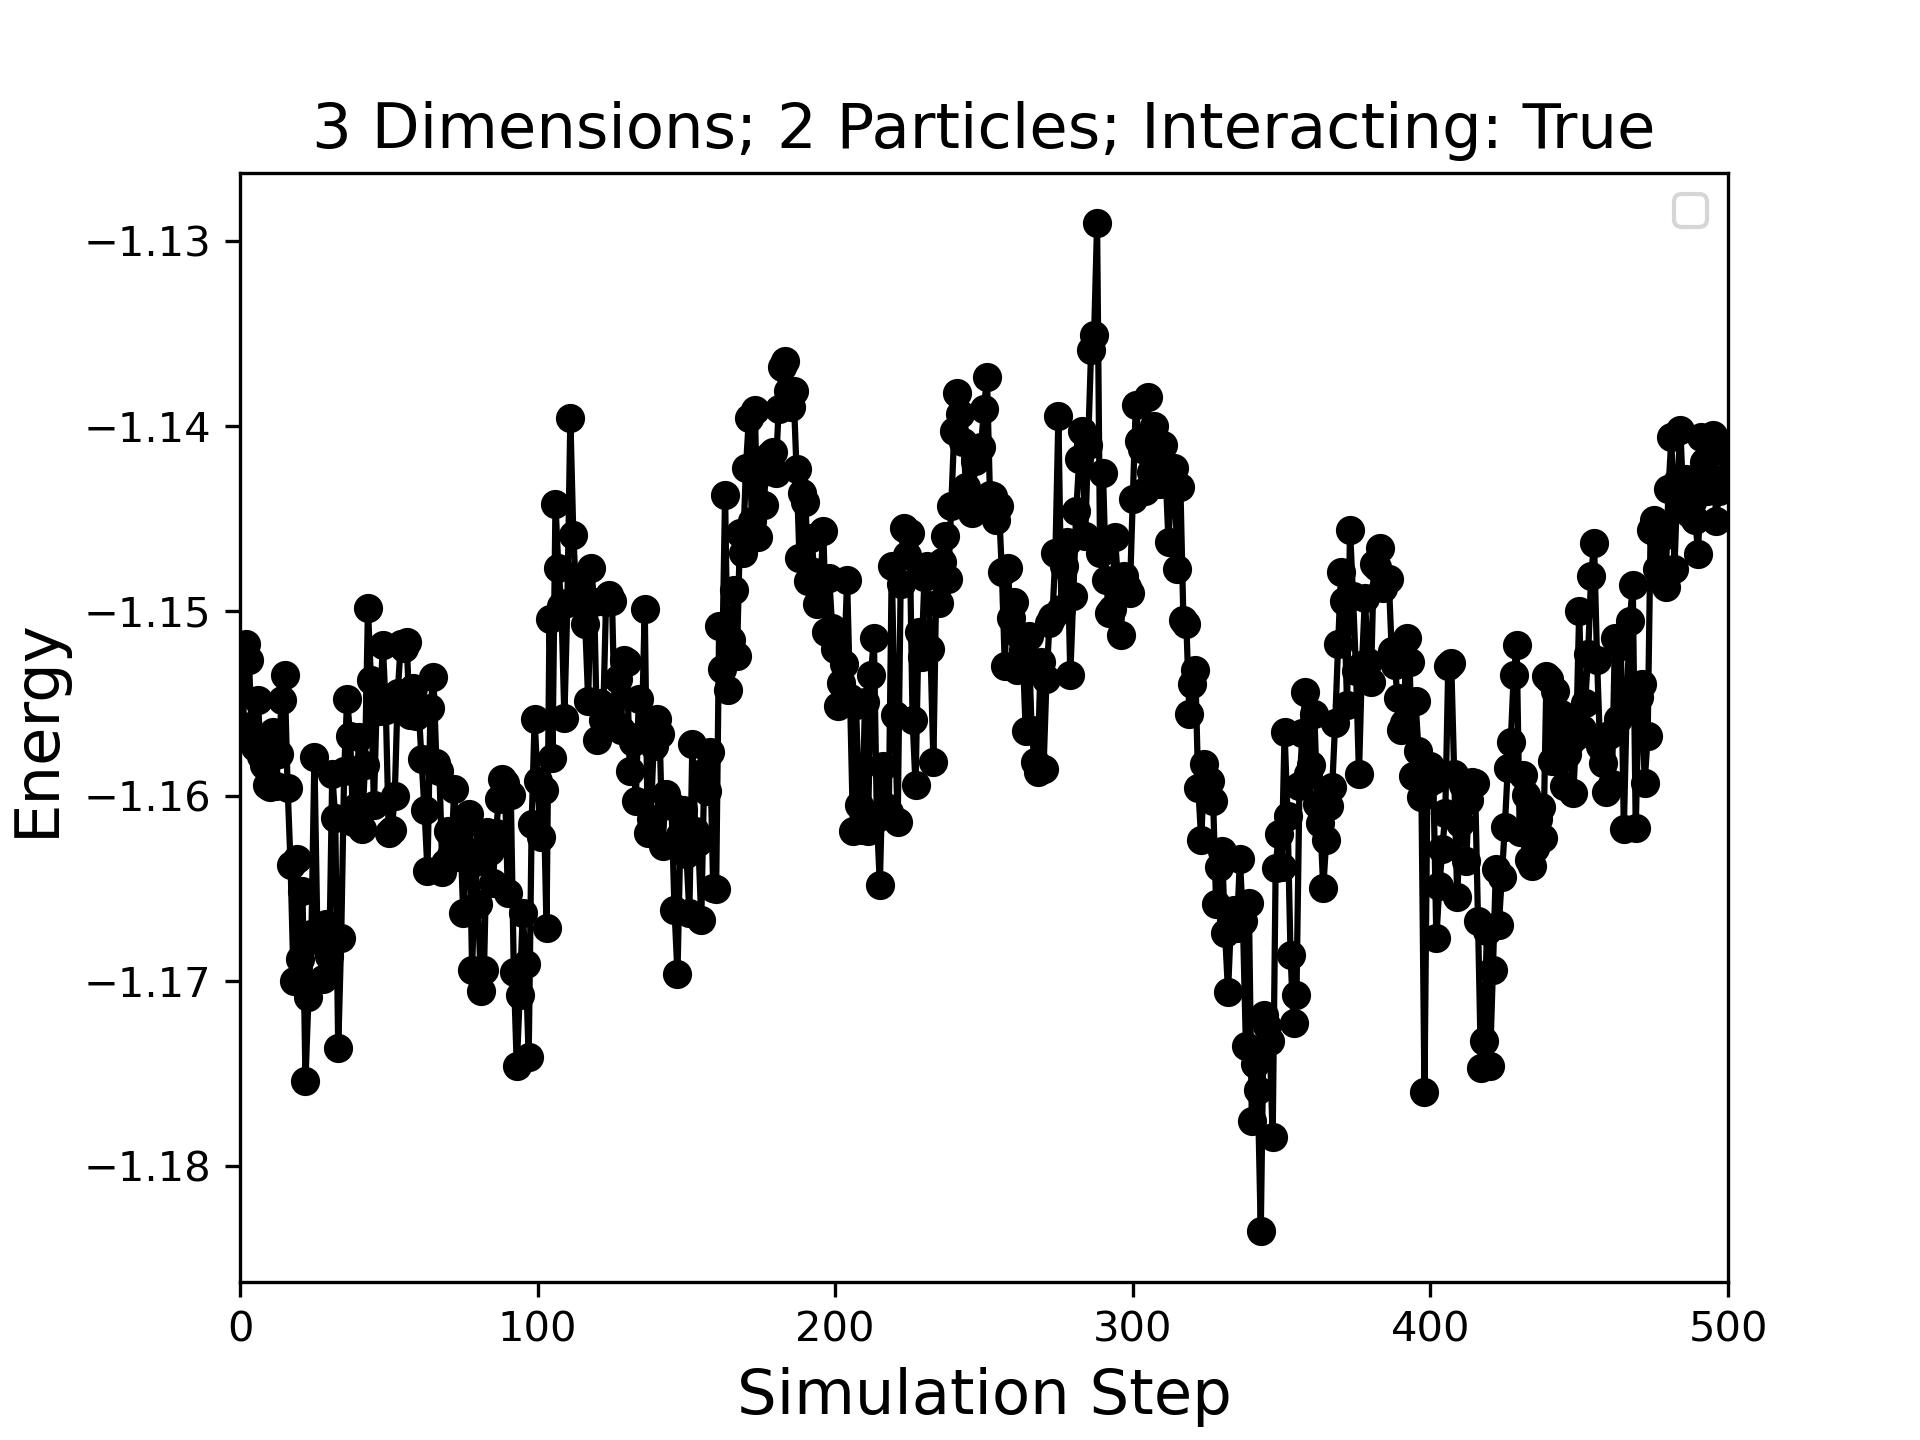 3 Dimensions; 2 Particles; Interacting: True
−1.13
−1.14
−1.15
−1.16
−1.17
−1.18
Energy
0 100 200 300 400 500
Simulation Step